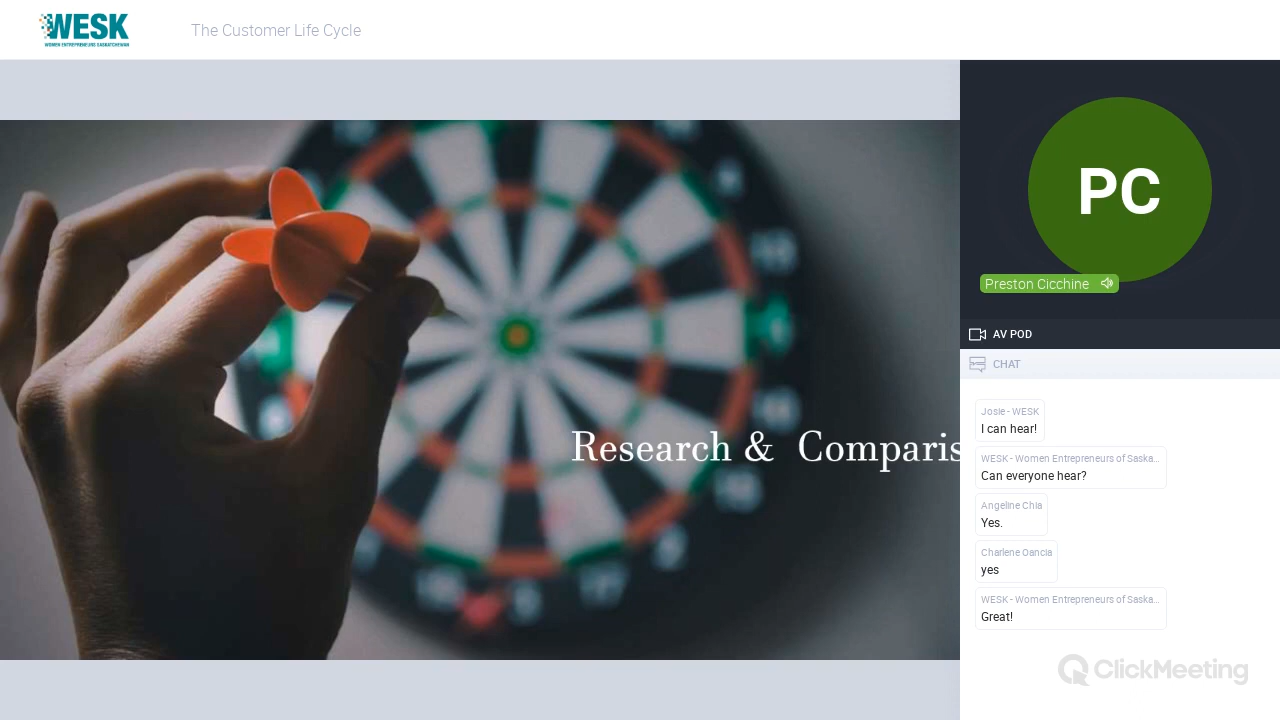 WESK
WOMEN ENTREPRENEURS SASKATCHEWAN
The Customer Life Cycle
PC
Preston Cicchine
AV POD
CHAT
Josie - WESK
I can hear!
WESK - Women Entrepreneurs of Saska...
Can everyone hear?
Angeline Chia
Yes.
Charlene Oancia
yes
WESK - Women Entrepreneurs of Saska...
Great!
Research & Comparis
ClickMeeting